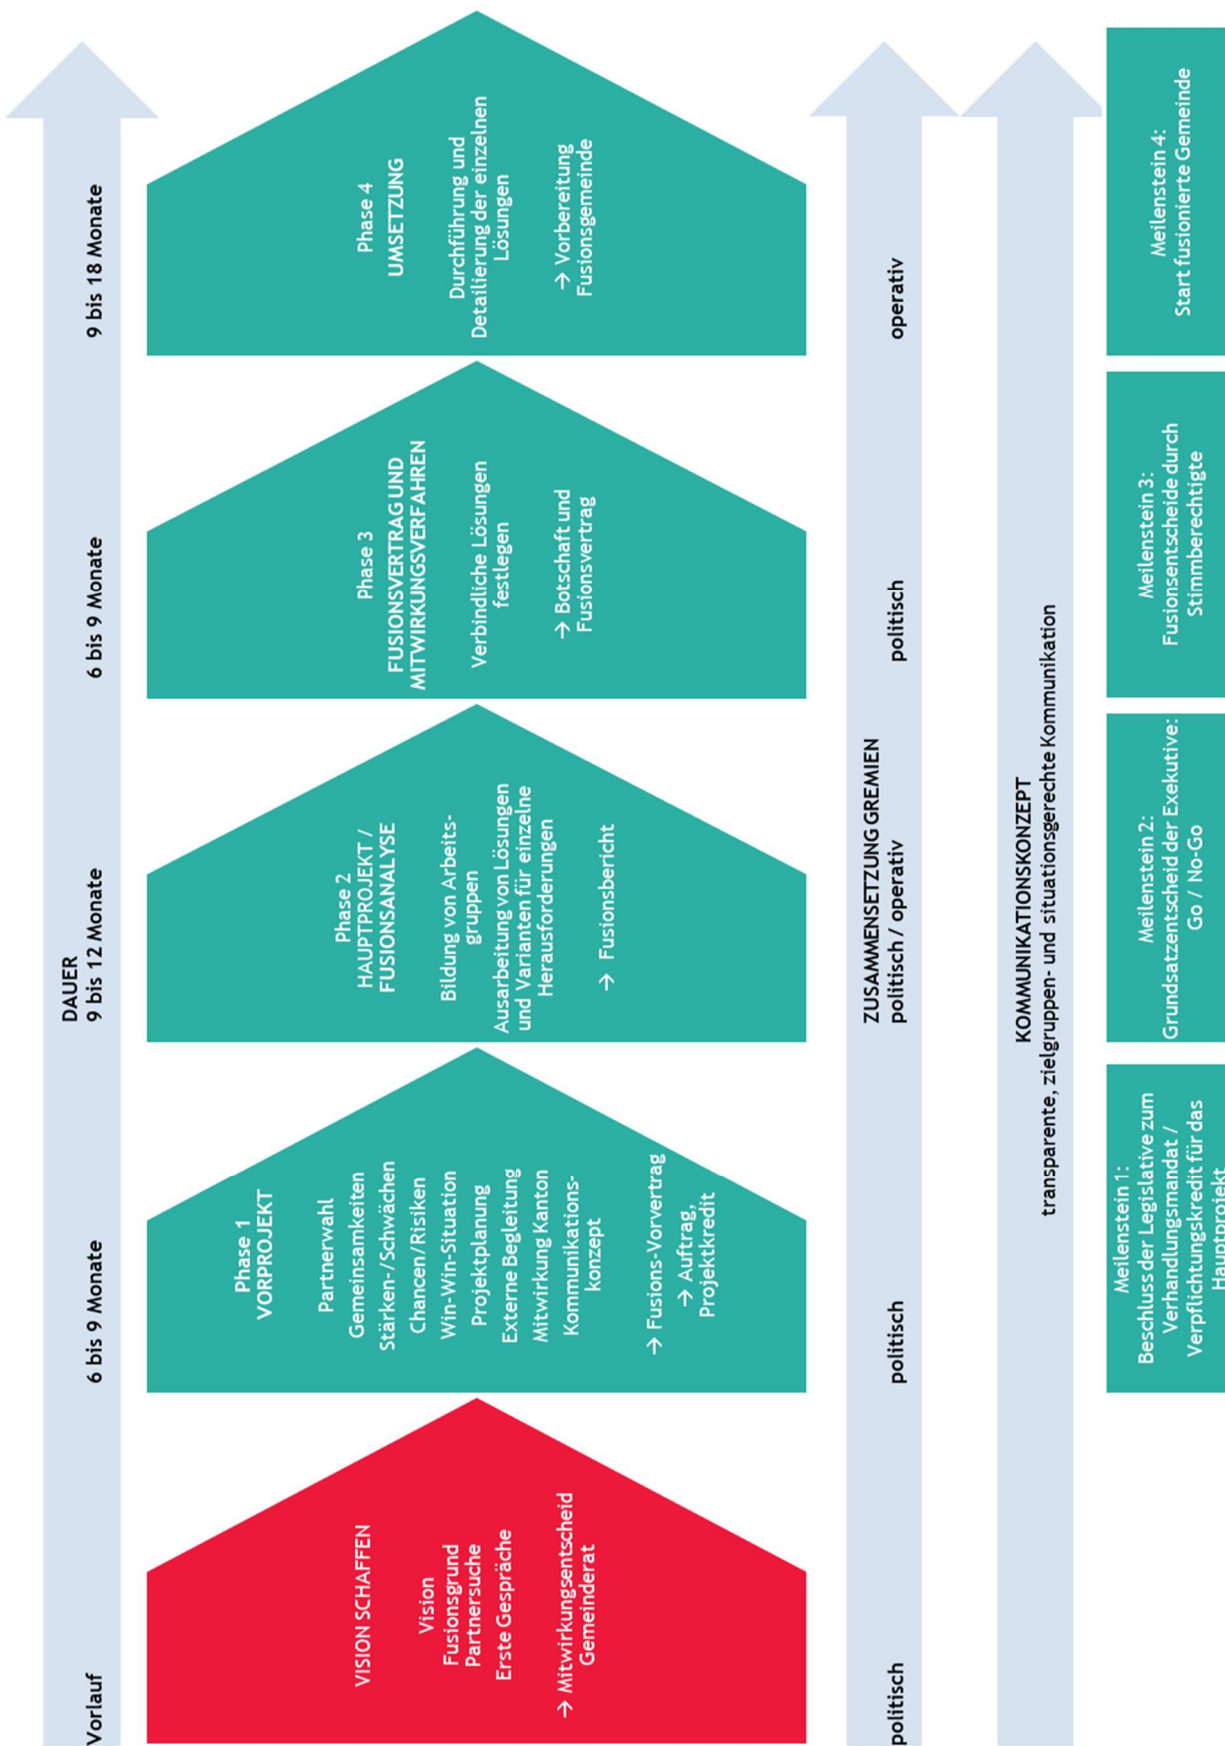 DAUER
Vorlauf
6 bis 9 Monate
9 bis 12 Monate
6 bis 9 Monate
9 bis 18 Monate
VISION SCHAFFEN
Vision
Fusionsgrund
Partnersuche
Erste Gespräche
→ Mitwirkungsentscheid
Gemeinderat
Phase 1
VORPROJEKT
Partnerwahl
Gemeinsamkeiten
Stärken-/Schwächen
Chancen/Risiken
Win-Win-Situation
Projektplanung
Externe Begleitung
Mitwirkung Kanton
Kommunikations-
konzept
→ Fusions-Vorvertrag
→ Auftrag,
Projektkredit
Phase 2
HAUPTPROJEKT /
FUSIONSANALYSE
Bildung von Arbeits-
gruppen
Ausarbeitung von Lösungen
und Varianten für einzelne
Herausforderungen
→ Fusionsbericht
Phase 3
FUSIONSVERTRAG UND
MITWIRKUNGSVERFAHREN
Verbindliche Lösungen
festlegen
→ Botschaft und
Fusionsvertrag
Phase 4
UMSETZUNG
Durchführung und
Detailierung der einzelnen
Lösungen
→ Vorbereitung
Fusionsgemeinde
ZUSAMMENSETZUNG GREMIEN
politisch
politisch
politisch / operativ
politisch
operativ
KOMMUNIKATIONSKONZEPT
transparente, zielgruppen- und situationsgerechte Kommunikation
Meilenstein 1:
Beschluss der Legislative zum
Verhandlungsmandat /
Verpflichtungskredit für das
Hauptprojekt
Meilenstein 2:
Grundsatzentscheid der Exekutive:
Go / No-Go
Meilenstein 3:
Fusionsentscheide durch
Stimmberechtigte
Meilenstein 4:
Start fusionierte Gemeinde